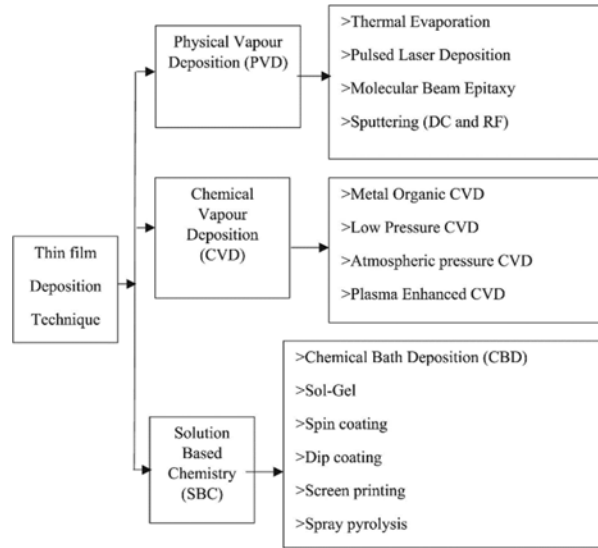 Thin film
Deposition
Technique
Physical Vapour
Deposition (PVD)
>Thermal Evaporation
>Pulsed Laser Deposition
>Molecular Beam Epitaxy
>Sputtering (DC and RF)
Chemical
Vapour
Deposition
(CVD)
>Metal Organic CVD
>Low Pressure CVD
>Atmospheric pressure CVD
>Plasma Enhanced CVD
Solution
Based
Chemistry
(SBC)
>Chemical Bath Deposition (CBD)
>Sol-Gel
>Spin coating
>Dip coating
>Screen printing
>Spray pyrolysis